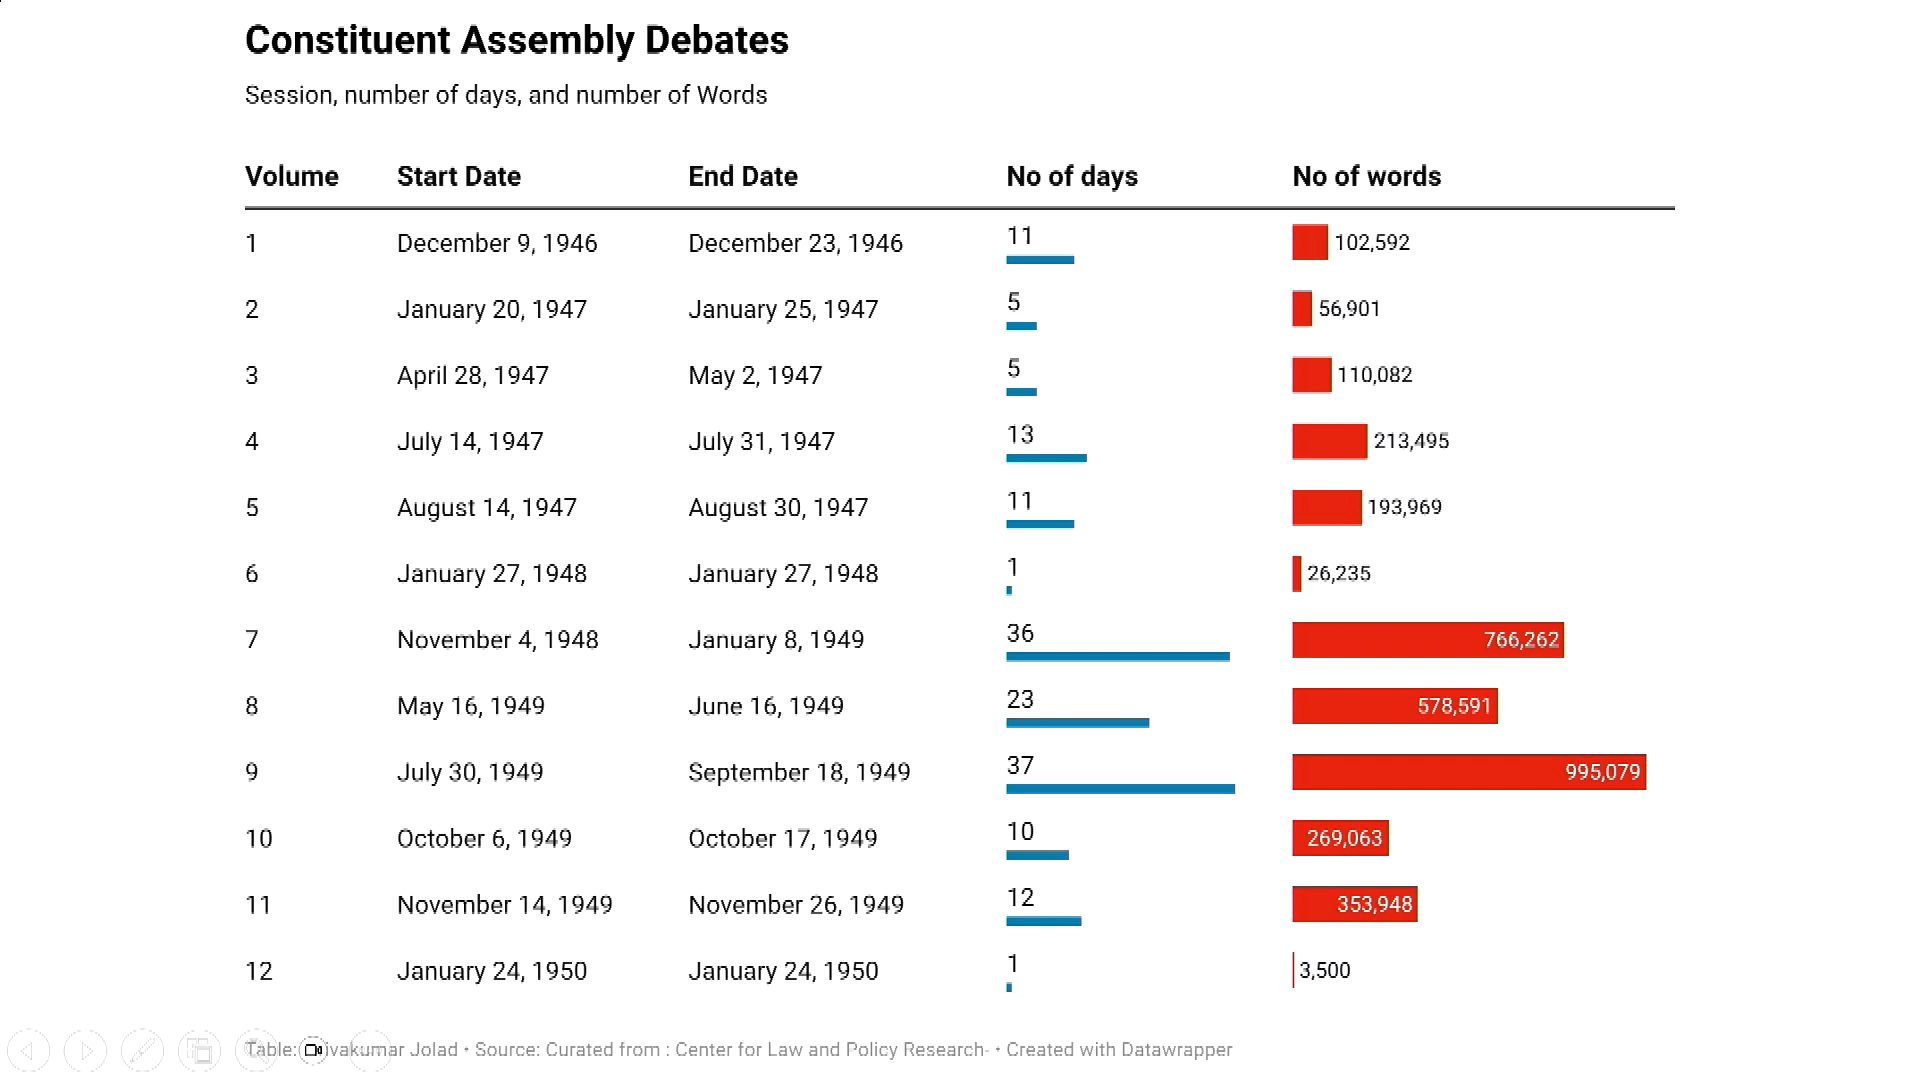 Constituent Assembly Debates
Session, number of days, and number of Words
Volume Start Date End Date No of days No of words
1 December 9, 1946 December 23, 1946 11 102,592
2 January 20, 1947 January 25, 1947 5 56,901
3 April 28, 1947 May 2, 1947 5 110,082
4 July 14, 1947 July 31, 1947 13 213,495
5 August 14, 1947 August 30, 1947 11 193,969
6 January 27, 1948 January 27, 1948 1 26,235
7 November 4, 1948 January 8, 1949 36 766,262
8 May 16, 1949 June 16, 1949 23 578,591
9 July 30, 1949 September 18, 1949 37 995,079
10 October 6, 1949 October 17, 1949 10 269,063
11 November 14, 1949 November 26, 1949 12 353,948
12 January 24, 1950 January 24, 1950 1 3,500
Table: Jolad • Source: Curated from : Center for Law and Policy Research- • Created with Datawrapper